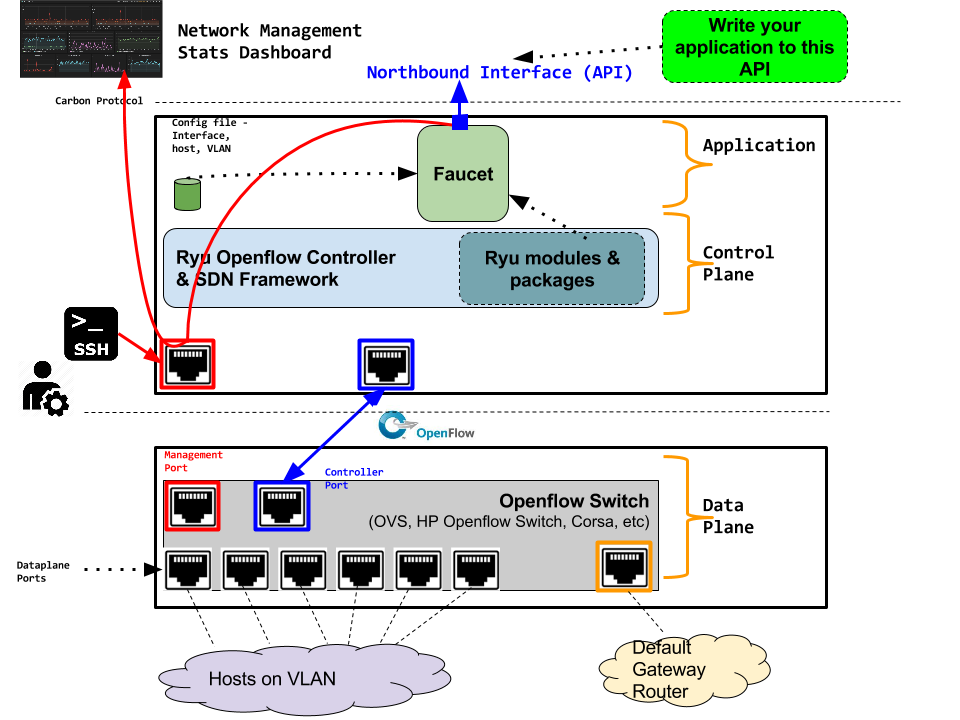 Network Management
Stats Dashboard
Write your
application to this
API
Northbound Interface (API)
Carbon Protocol
Config file -
Interface,
host, VLAN
Faucet
Application
Ryu Openflow Controller
& SDN Framework
Ryu modules &
packages
Control
Plane
>_
SSH
OpenFlow
Management
Port
Controller
Port
Openflow Switch
(OVS, HP Openflow Switch, Corsa, etc)
Data
Plane
Dataplane
Ports
Hosts on VLAN
Default
Gateway
Router